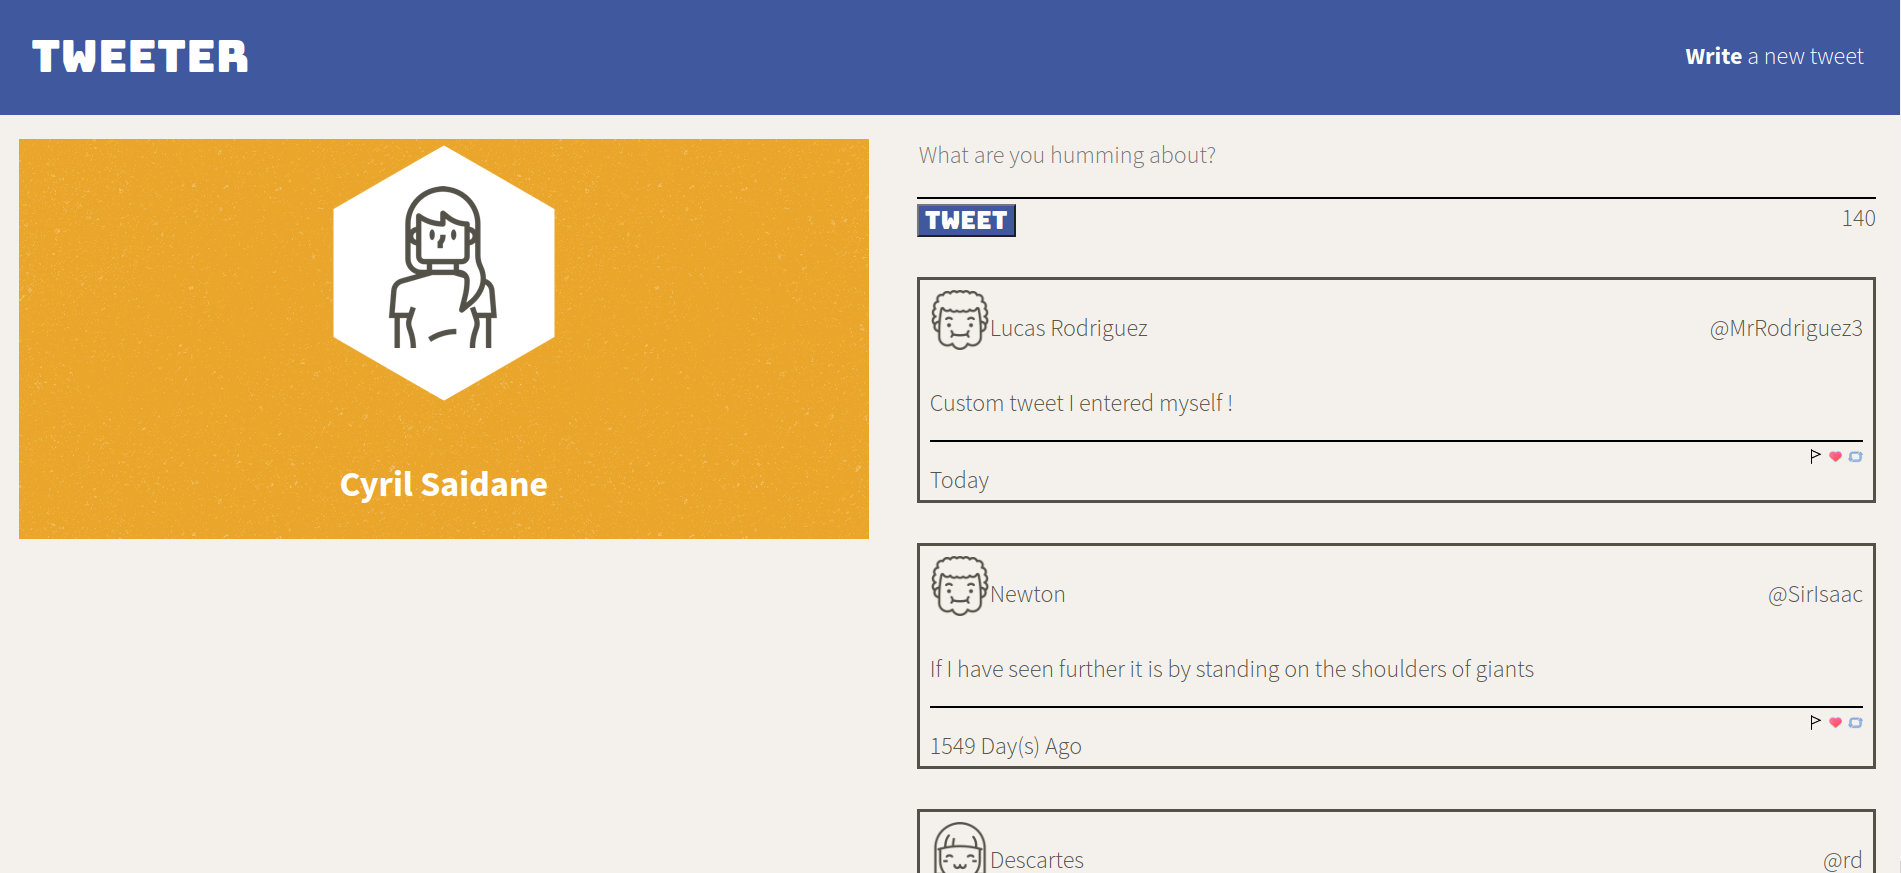 TWEETER
Write a new tweet
Cyril Saidane
What are you humming about?
TWEET
140
Lucas Rodriguez
@MrRodriguez3
Custom tweet I entered myself !
Today
Newton
@SirIsaac
If I have seen further it is by standing on the shoulders of giants
1549 Day(s) Ago
Descartes
@rd